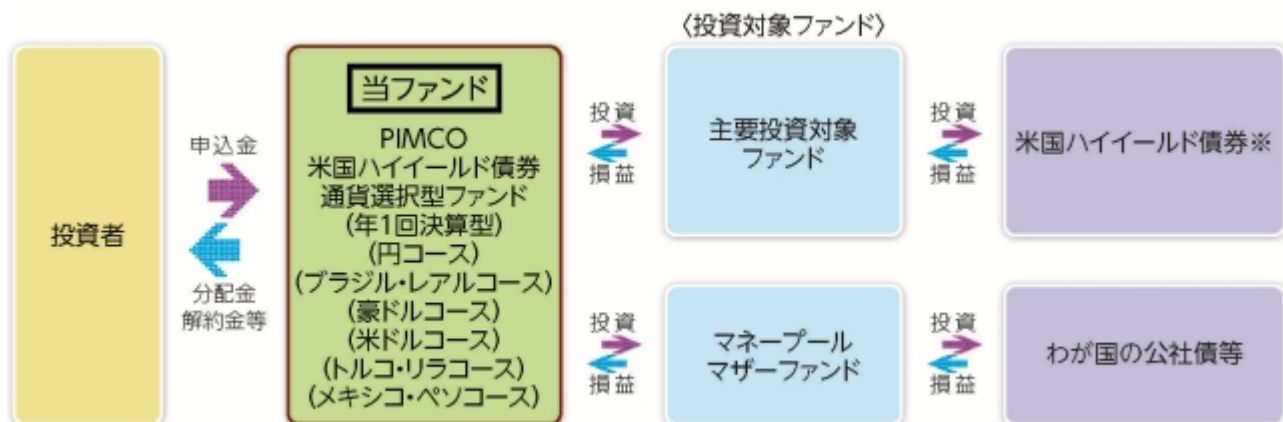 〈投資対象ファンド〉
投資者
申込金
分配金
解約金等
当ファンド
PIMCO
米国ハイイールド債券
通貨選択型ファンド
(年1回決算型)
(円コース)
(ブラジル・レアルコース)
(豪ドルコース)
(米ドルコース)
(トルコ・リラコース)
(メキシコ・ペソコース)
投資
損益
主要投資対象
ファンド
投資
損益
米国ハイイールド債券※
投資
損益
マネープール
マザーファンド
投資
損益
わが国の公社債等